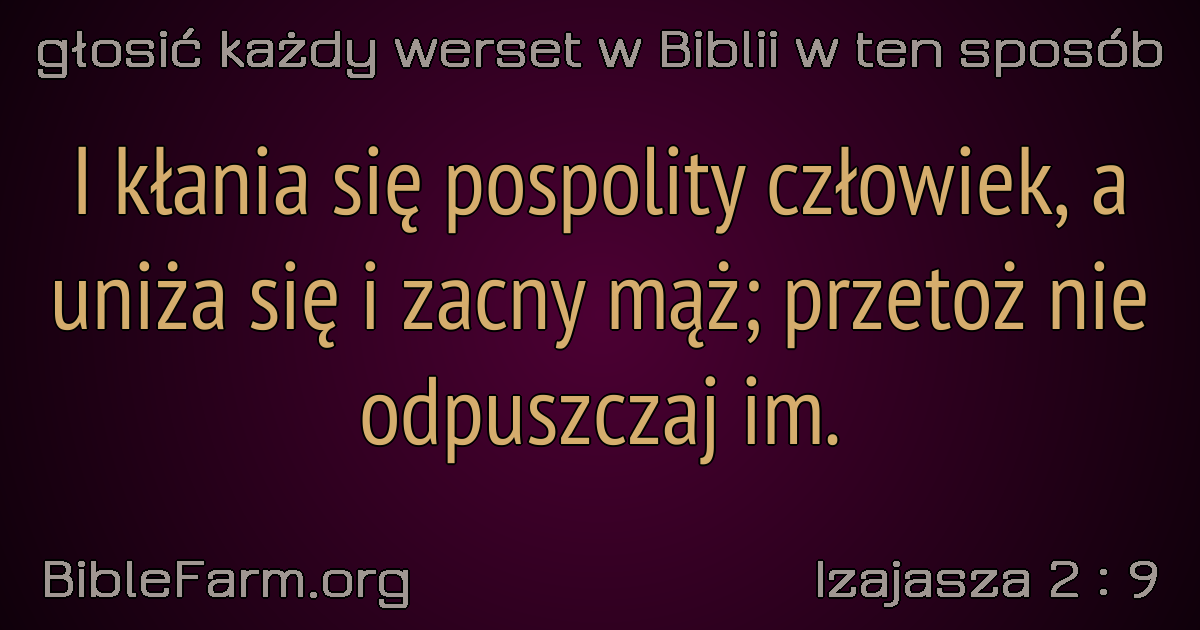 głosić każdy werset w Biblii w ten sposób
I kłania się pospolity człowiek, a
uniża się i zacny mąż; przetoż nie
odpuszczaj im.
BibleFarm.org
Izajasza 2 : 9